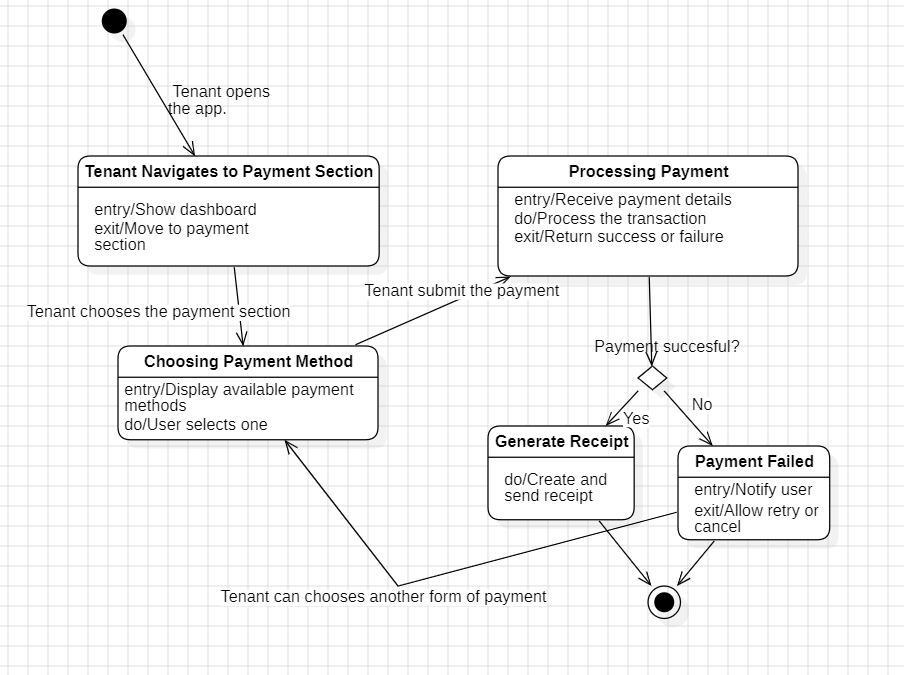 Tenant opens
the app.
Tenant Navigates to Payment Section
entry/Show dashboard
exit/Move to payment
section
Tenant chooses the payment section
Choosing Payment Method
entry/Display available payment
methods
do/User selects one
Tenant submit the payment
Processing Payment
entry/Receive payment details
do/Process the transaction
exit/Return success or failure
Payment succesful?
Yes
No
Generate Receipt
do/Create and
send receipt
Payment Failed
entry/Notify user
exit/Allow retry or
cancel
Tenant can chooses another form of payment